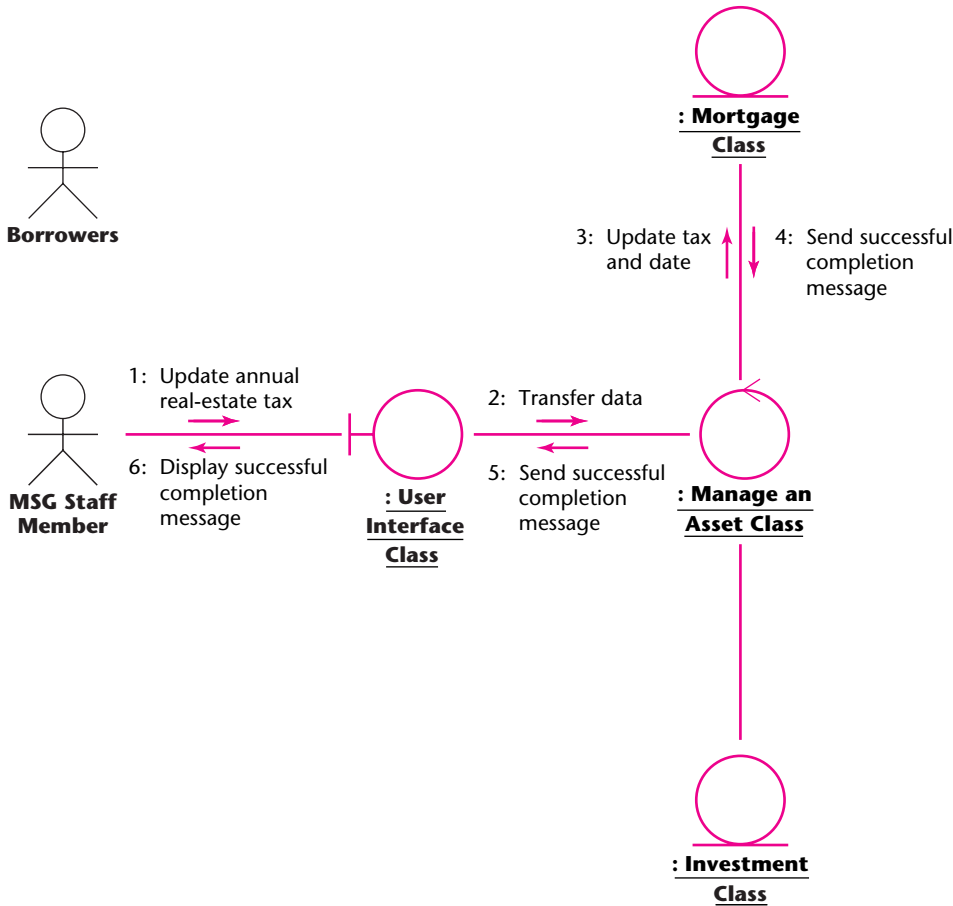 : Mortgage
Class
Borrowers
3: Update tax
and date
4: Send successful
completion
message
1: Update annual
real-estate tax
2: Transfer data
6: Display successful
completion
message
5: Send successful
completion
message
MSG Staff
Member
: User
Interface
Class
: Manage an
Asset Class
: Investment
Class